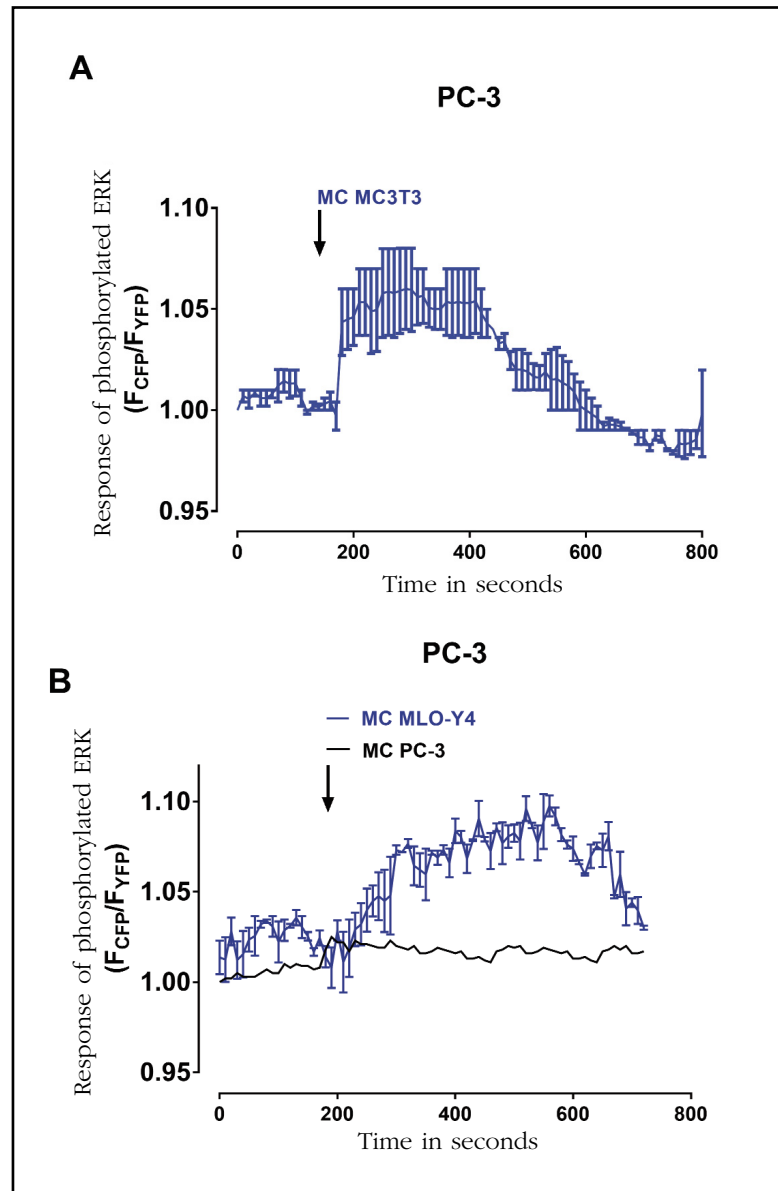 A
PC-3
MC MC3T3
Response of phosphorylated ERK
(FCFP/FYFP)
1.10
1.05
1.00
0.95
0 200 400 600 800
Time in seconds
PC-3
B
MC MLO-Y4
MC PC-3
Response of phosphorylated ERK
(FCFP/FYFP)
1.10
1.05
1.00
0.95
0 200 400 600 800
Time in seconds